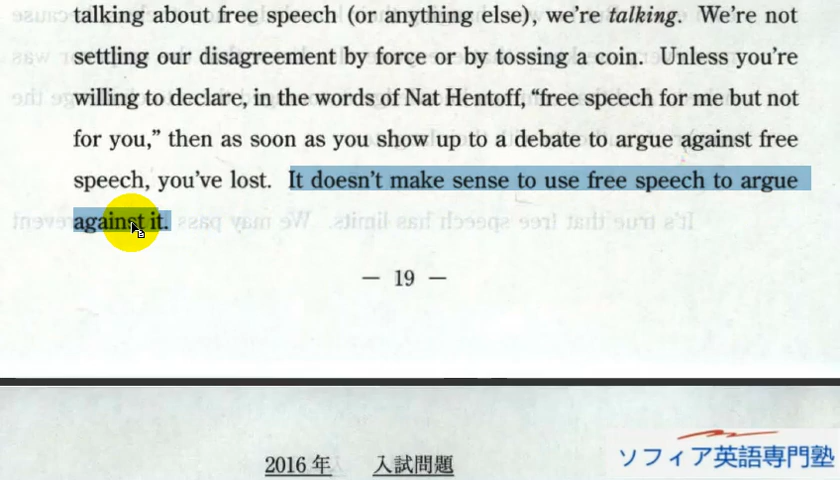 talking about free speech (or anything else), we're talking. We're not
settling our disagreement by force or by tossing a coin. Unless you're
willing to declare, in the words of Nat Hentoff, “free speech for me but not
for you,” then as soon as you show up to a debate to argue against free
speech, you've lost. It doesn't make sense to use free speech to argue
against it.
— 19 —
2016年 入試問題
ソフィア英語専門塾